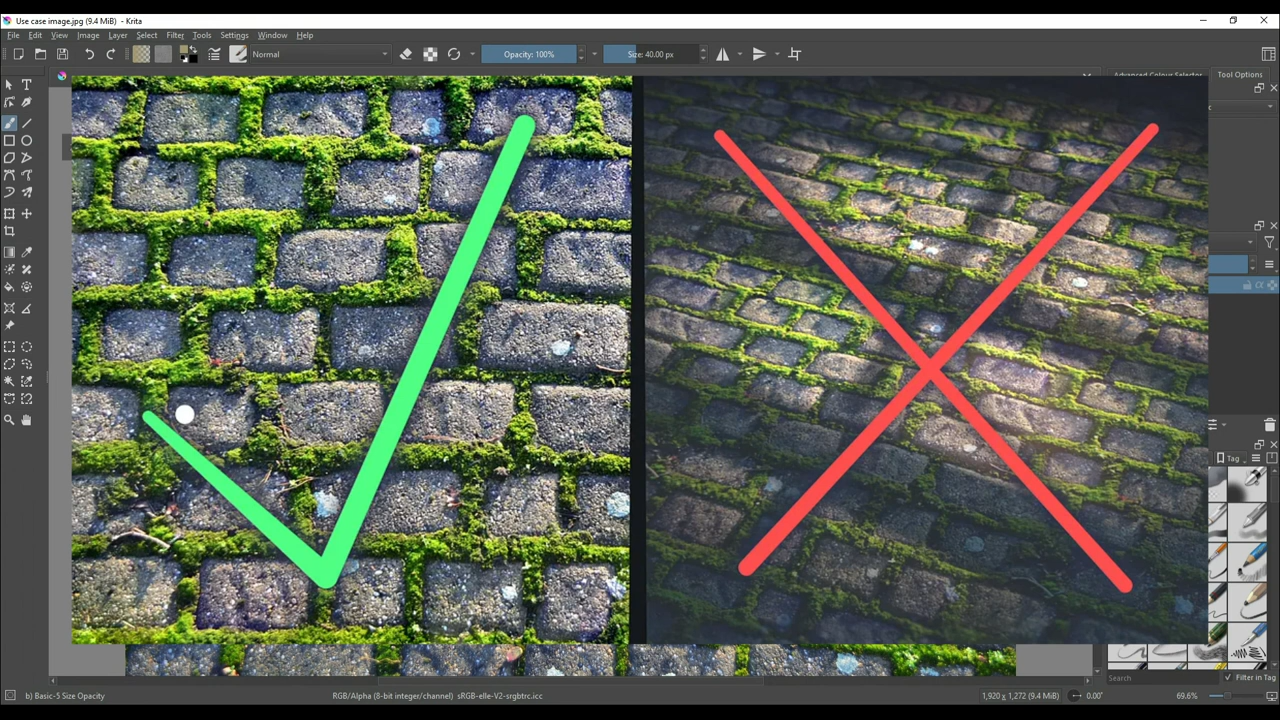 Use case image.jpg (9.4 MiB) - Krita
File Edit View Image Layer Select Filter Tools Settings Window Help
Normal Opacity: 100% Size: 40.00 px
Advanced Colour Selector Tool Options
Tag
Search Filter in Tag
b) Basic-5 Size Opacity RGB/Alpha (8-bit integer/channel) sRGB-elle-V2-srgbtrc.icc 1,920 x 1,272 (9.4 MiB) 0.00° 69.6%